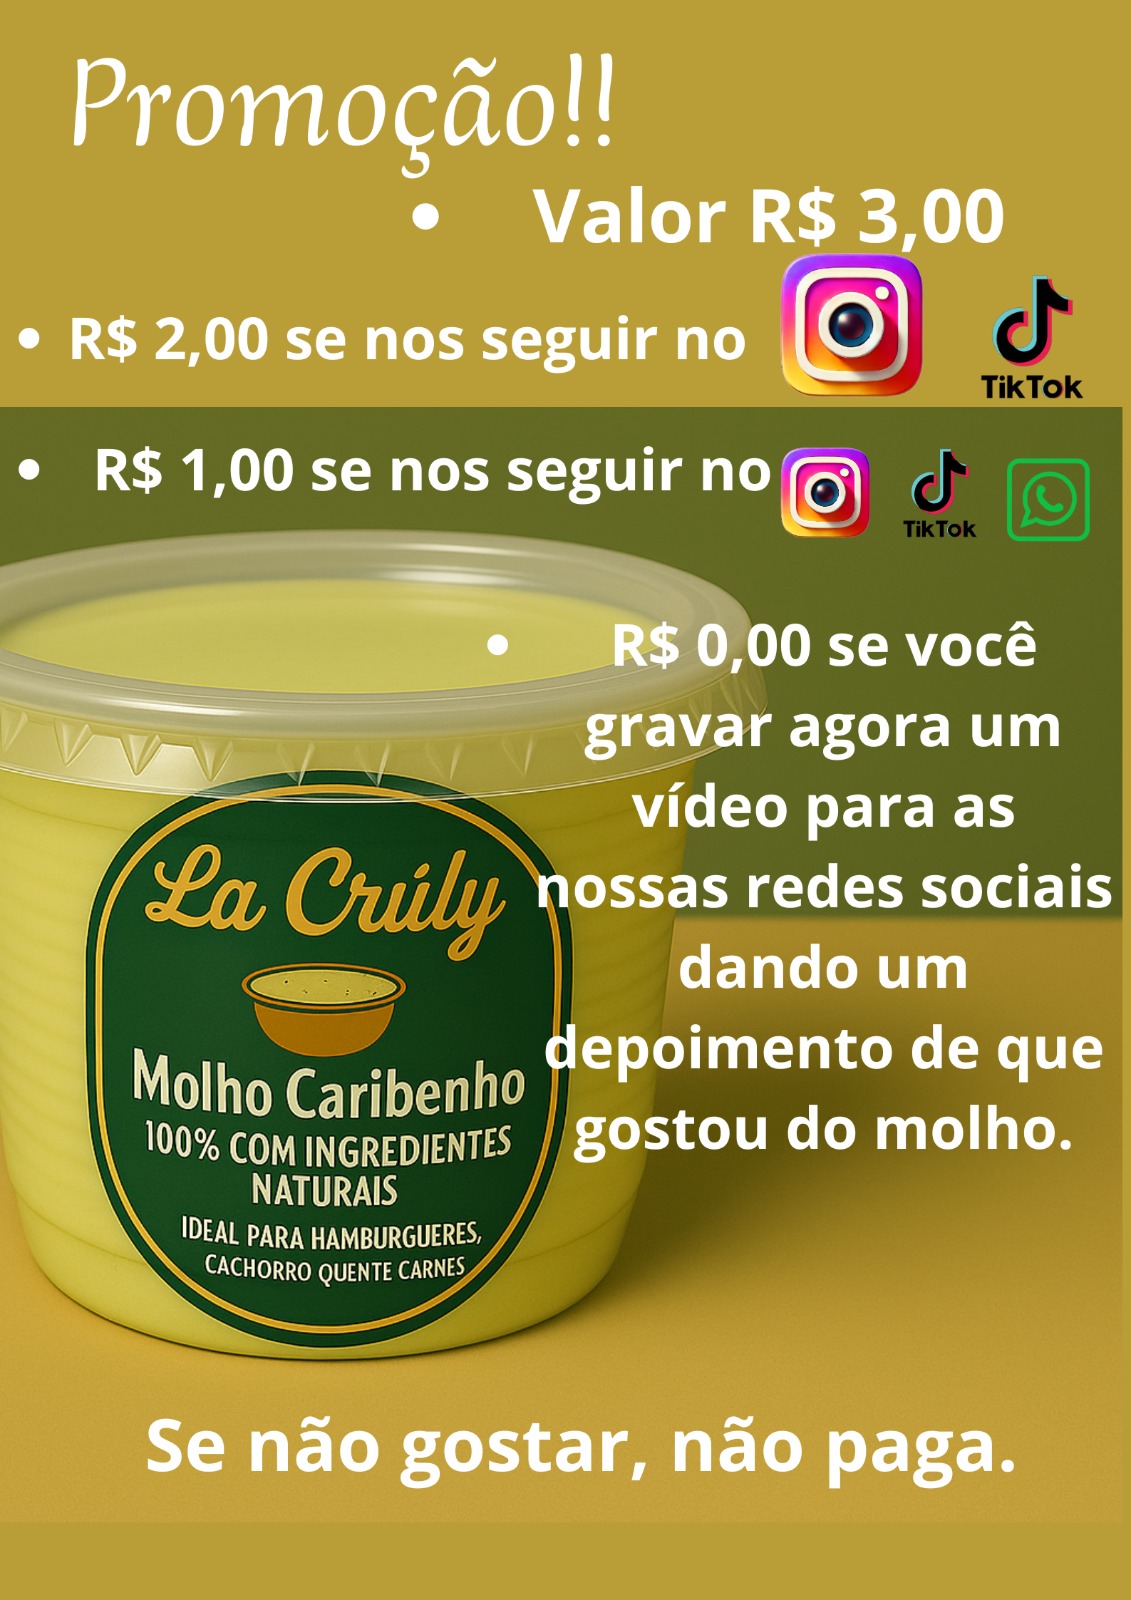 Promoção!!
• Valor R$ 3,00
• R$ 2,00 se nos seguir no
TikTok
• R$ 1,00 se nos seguir no
TikTok
• R$ 0,00 se você
gravar agora um
vídeo para as
nossas redes sociais
dando um
depoimento de que
gostou do molho.
La Crúly
Molho Caribenho
100% COM INGREDIENTES
NATURAIS
IDEAL PARA HAMBURGUERES,
CACHORRO QUENTE CARNES
Se não gostar, não paga.